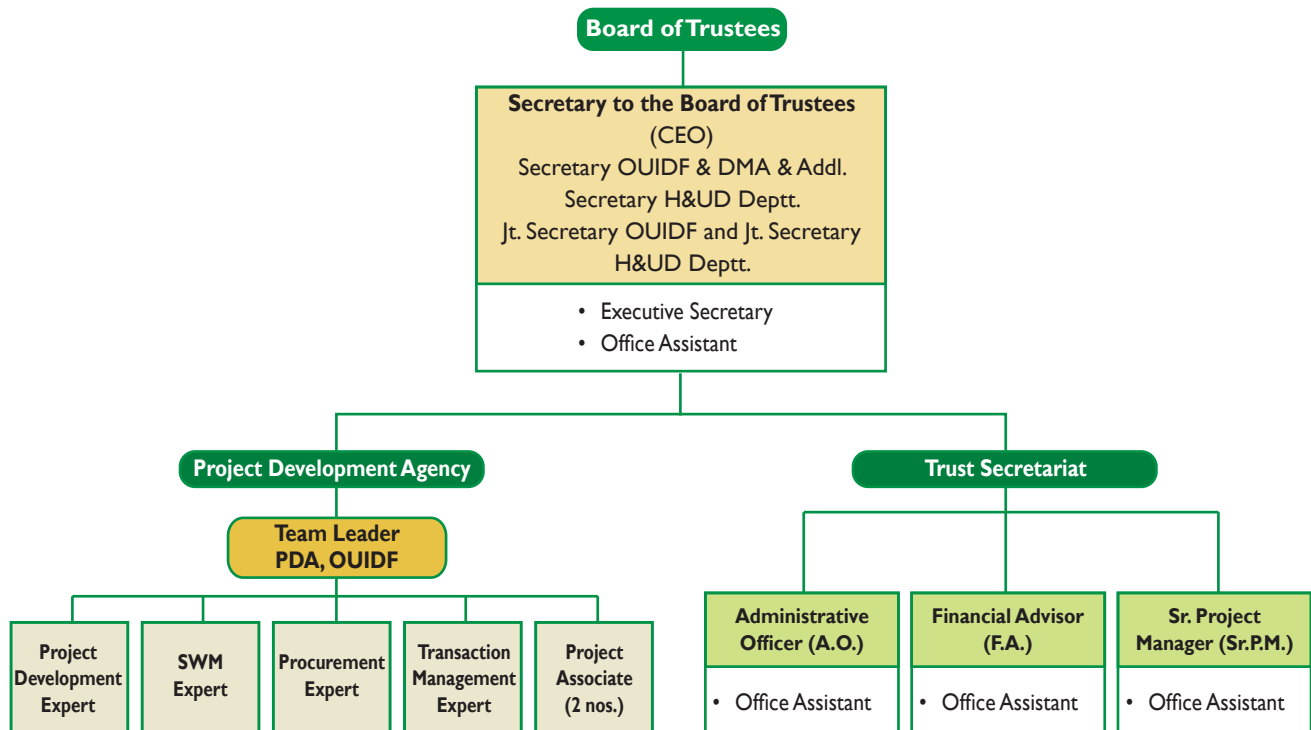 Board of Trustees
Secretary to the Board of Trustees
(CEO)
Secretary OUIDF & DMA & Addl.
Secretary H&UD Deptt.
Jt. Secretary OUIDF and Jt. Secretary
H&UD Deptt.
• Executive Secretary
• Office Assistant
Project Development Agency
Trust Secretariat
Team Leader
PDA, OUIDF
Project
Development
Expert
SWM
Expert
Procurement
Expert
Transaction
Management
Expert
Project
Associate
(2 nos.)
Administrative
Officer (A.O.)
• Office Assistant
Financial Advisor
(F.A.)
• Office Assistant
Sr. Project
Manager (Sr.P.M.)
• Office Assistant